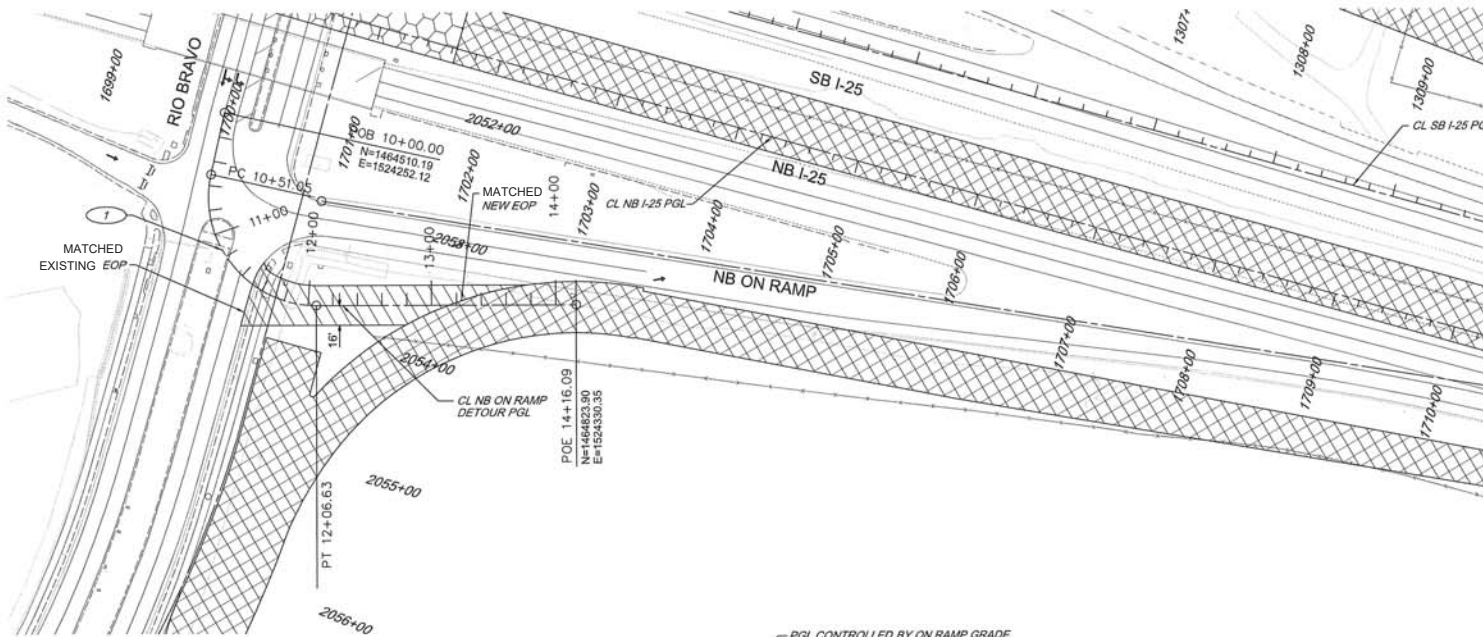 1307+
1308+00
1309+00
CL SB I-25 PG
RIO BRAVO
1699+00
1700+00
SB I-25
2052+00
NB I-25
CL NB I-25 PGL
OB 10+00.00
N=1464510.19
E=1524252.12
1701+00
1702+00
MATCHED
NEW EOP
14+00
1703+00
1704+00
1705+00
1706+00
PC 10+51.05
11+00
12+00
13+00
2053+00
NB ON RAMP
1
MATCHED
EXISTING EOP
16'
2054+00
CL NB ON RAMP
DETOUR PGL
POE 14+16.09
N=1464823.90
E=1524330.35
1707+00
1708+00
1709+00
1710+00
PT 12+06.63
2055+00
2056+00
PGL CONTROLLED BY ON RAMP GRADE